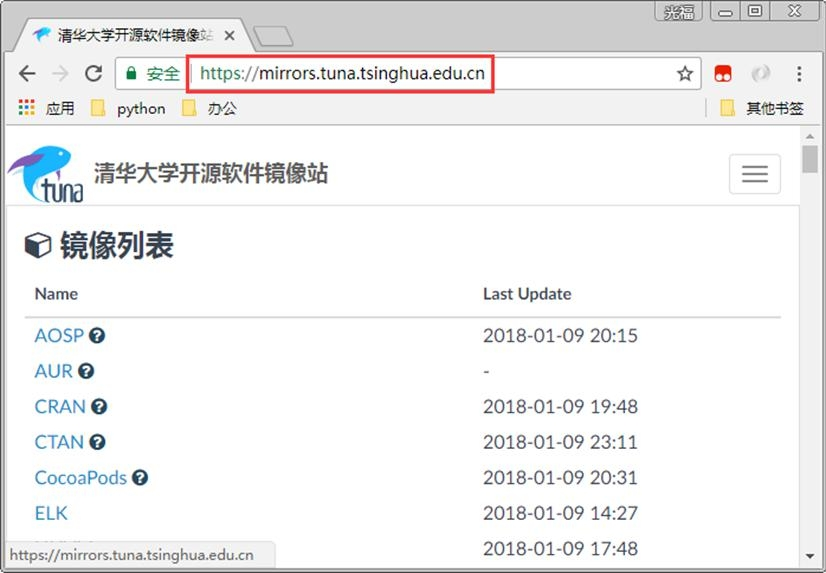 光福
清华大学开源软件镜像站
安全 https://mirrors.tuna.tsinghua.edu.cn
应用 python 办公 其他书签
tuna 清华大学开源软件镜像站
镜像列表
Name Last Update
AOSP 2018-01-09 20:15
AUR -
CRAN 2018-01-09 19:48
CTAN 2018-01-09 23:11
CocoaPods 2018-01-09 20:31
ELK 2018-01-09 14:27
2018-01-09 17:48
https://mirrors.tuna.tsinghua.edu.cn